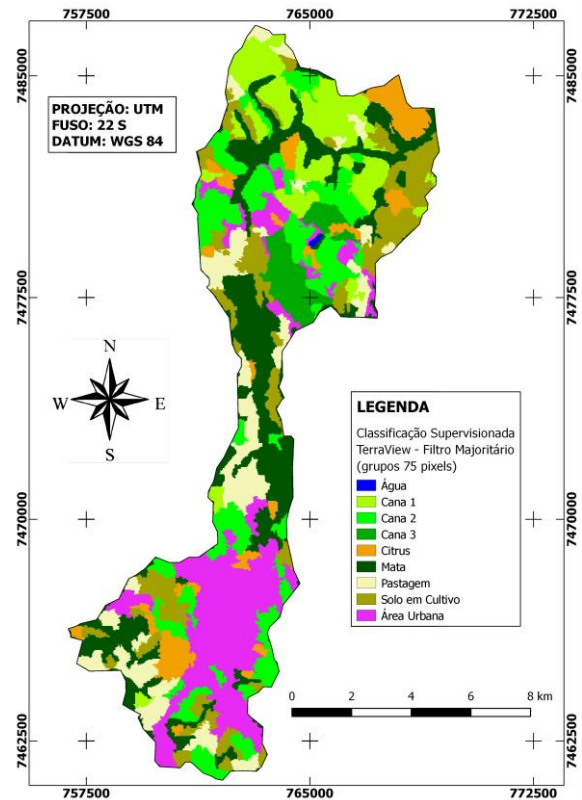 757500 765000 772500
7485000 7485000
PROJEÇÃO: UTM
FUSO: 22 S
DATUM: WGS 84
7477500 7477500
N
W E
S
LEGENDA
Classificação Supervisionada
TerraView - Filtro Majoritário
(grupos 75 pixels)
Água
Cana 1
Cana 2
Cana 3
Citrus
Mata
Pastagem
Solo em Cultivo
Área Urbana
7470000 7470000
0 2 4 6 8 km
7462500 7462500
757500 765000 772500